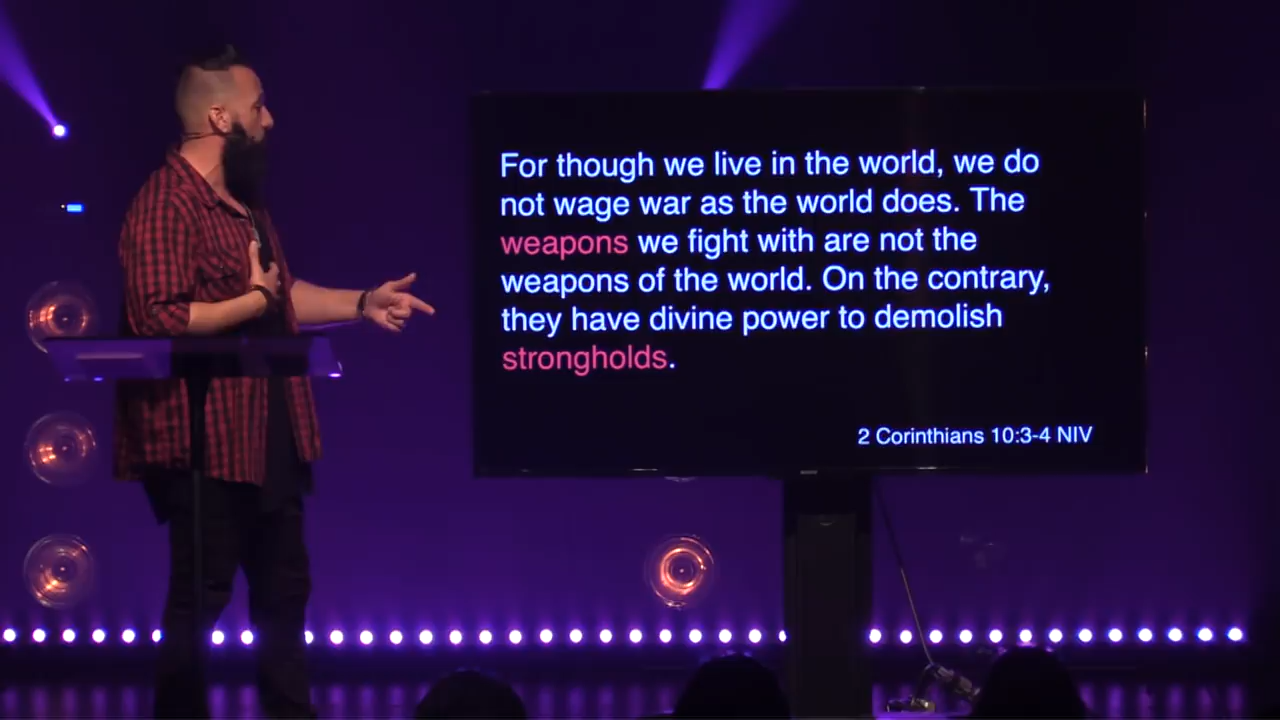 For though we live in the world, we do
not wage war as the world does. The
weapons we fight with are not the
weapons of the world. On the contrary,
they have divine power to demolish
strongholds.
2 Corinthians 10:3-4 NIV